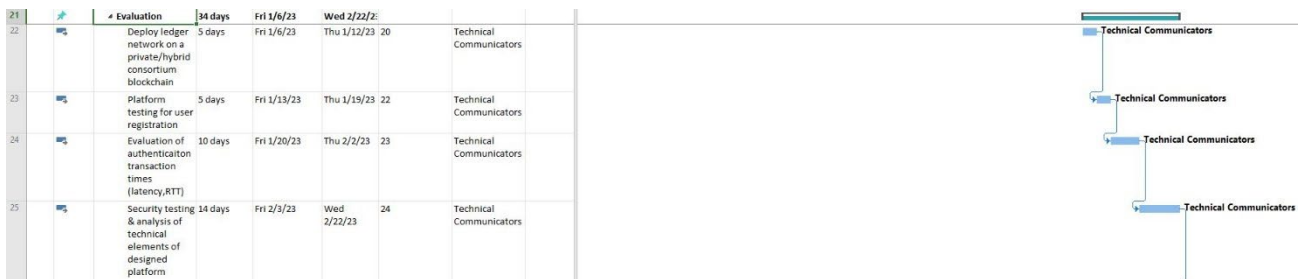 21 Evaluation 34 days Fri 1/6/23 Wed 2/22/2
22 Deploy ledger 5 days Fri 1/6/23 Thu 1/12/23 20 Technical
network on a Communicators
private/hybrid
consortium
blockchain
Technical Communicators
23 Platform 5 days Fri 1/13/23 Thu 1/19/23 22 Technical
testing for user Communicators
registration
Technical Communicators
24 Evaluation of 10 days Fri 1/20/23 Thu 2/2/23 23 Technical
authenticaiton Communicators
transaction
times
(latency,RTT)
Technical Communicators
25 Security testing 14 days Fri 2/3/23 Wed 24 Technical
& analysis of 2/22/23 Communicators
technical
elements of
designed
platform
Technical Communicators